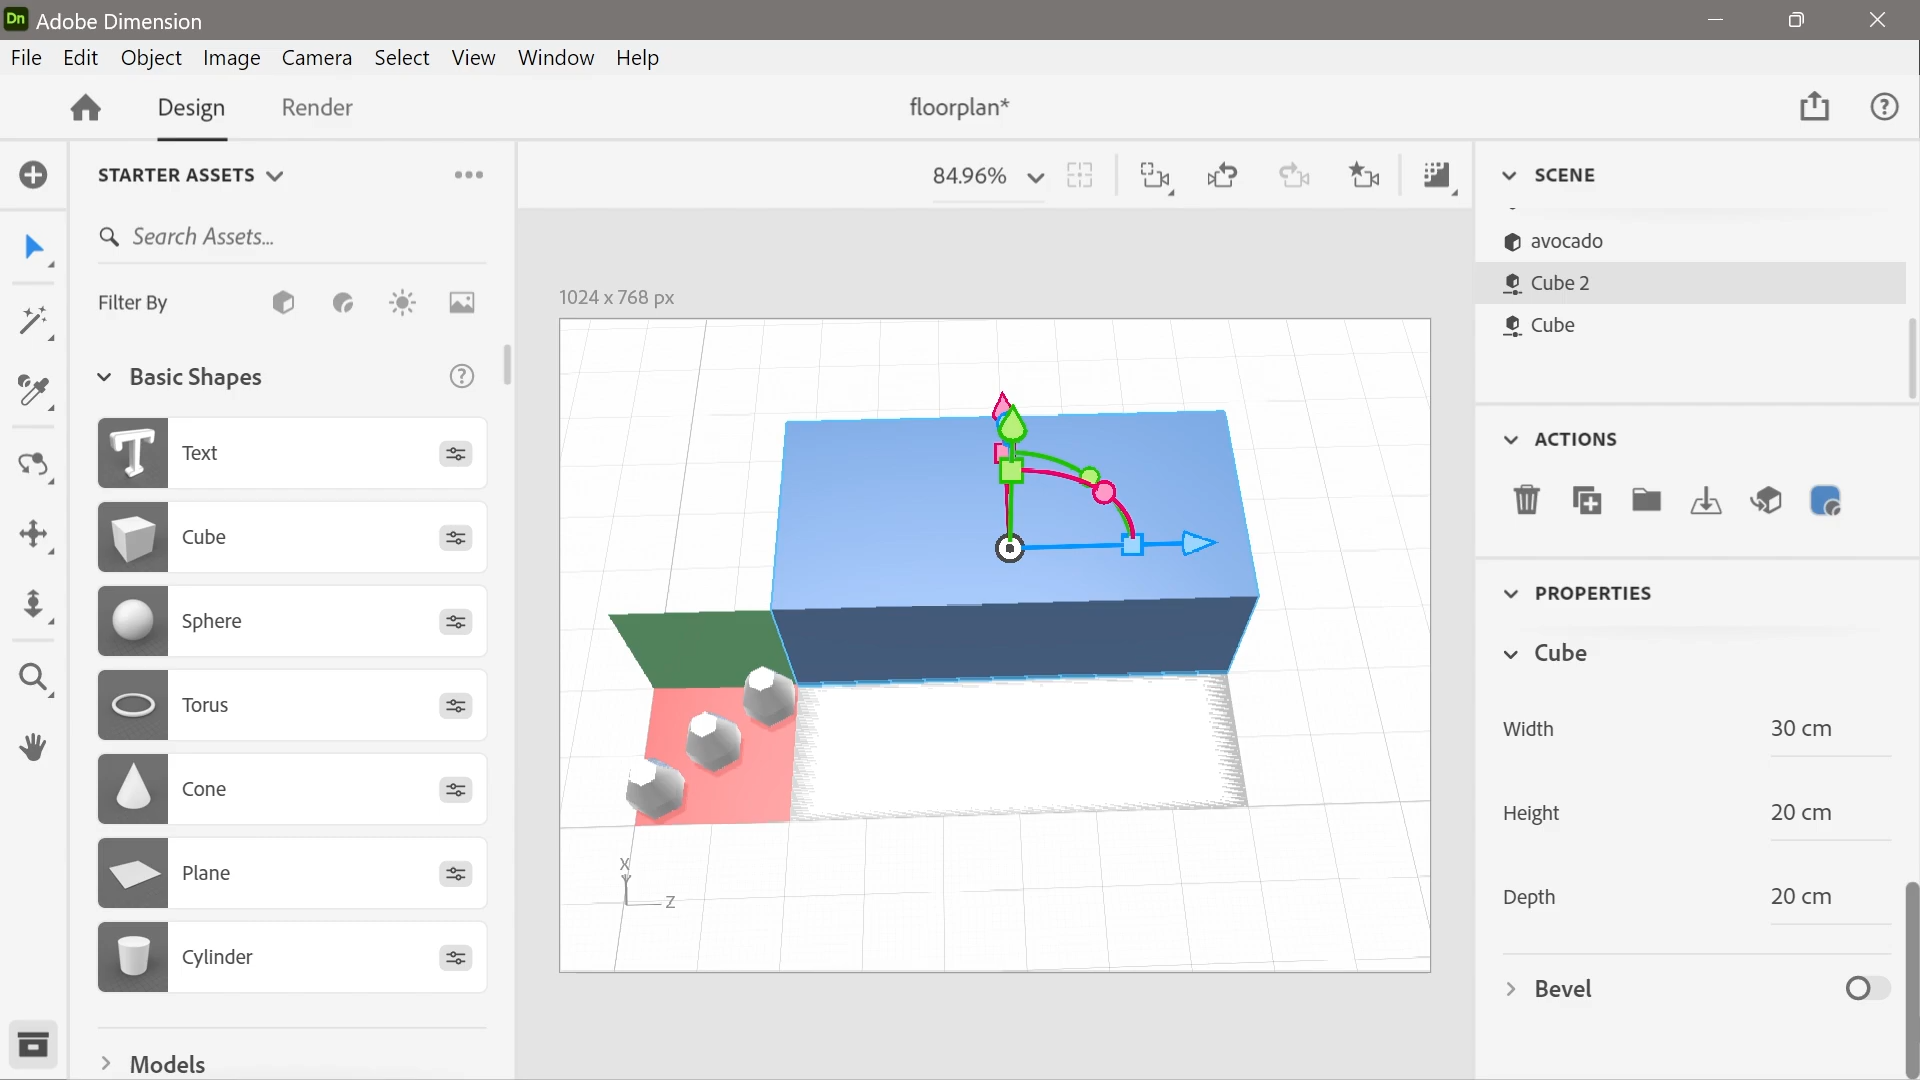 Dn Adobe Dimension
File Edit Object Image Camera Select View Window Help
Design Render floorplan*
STARTER ASSETS
Search Assets...
Filter By
Basic Shapes
Text
Cube
Sphere
Torus
Cone
Plane
Cylinder
Models
84.96%
1024 x 768 px
X
Z
SCENE
avocado
Cube 2
Cube
ACTIONS
PROPERTIES
Cube
Width 30 cm
Height 20 cm
Depth 20 cm
Bevel